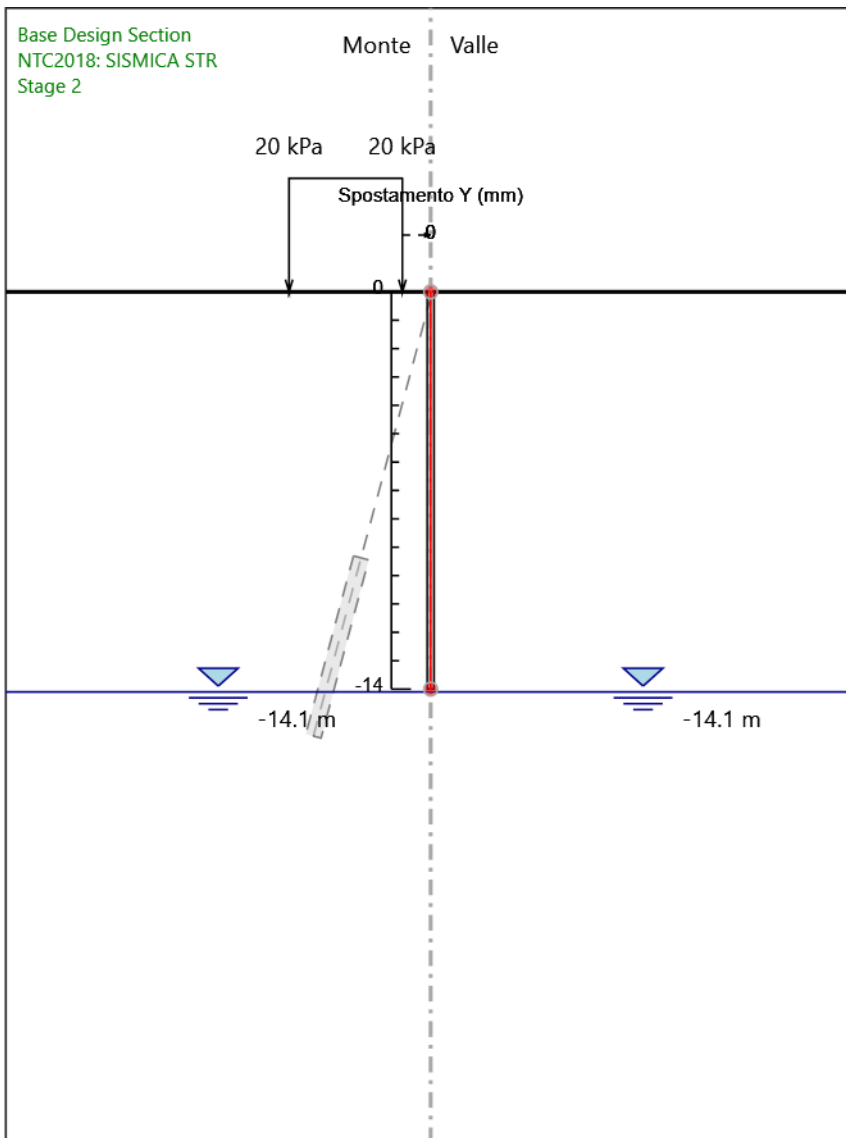 Base Design Section
NTC2018: SISMICA STR
Stage 2
Monte Valle
20 kPa 20 kPa
Spostamento Y (mm)
0
0
-14
-14.1 m -14.1 m